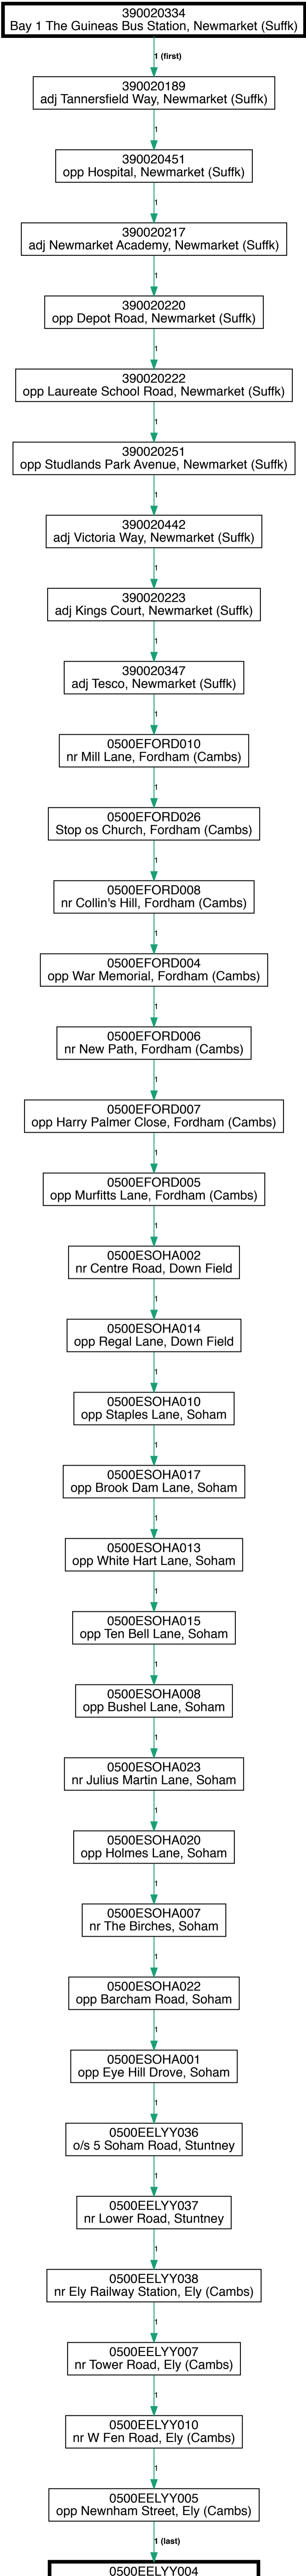 390020334
Bay 1 The Guineas Bus Station, Newmarket (Suffk)
1 (first)
390020189
adj Tannersfield Way, Newmarket (Suffk)
1
390020451
opp Hospital, Newmarket (Suffk)
1
390020217
adj Newmarket Academy, Newmarket (Suffk)
1
390020220
opp Depot Road, Newmarket (Suffk)
1
390020222
opp Laureate School Road, Newmarket (Suffk)
1
390020251
opp Studlands Park Avenue, Newmarket (Suffk)
1
390020442
adj Victoria Way, Newmarket (Suffk)
1
390020223
adj Kings Court, Newmarket (Suffk)
1
390020347
adj Tesco, Newmarket (Suffk)
1
0500EFORD010
nr Mill Lane, Fordham (Cambs)
1
0500EFORD026
Stop os Church, Fordham (Cambs)
1
0500EFORD008
nr Collin's Hill, Fordham (Cambs)
1
0500EFORD004
opp War Memorial, Fordham (Cambs)
1
0500EFORD006
nr New Path, Fordham (Cambs)
1
0500EFORD007
opp Harry Palmer Close, Fordham (Cambs)
1
0500EFORD005
opp Murfitts Lane, Fordham (Cambs)
1
0500ESOHA002
nr Centre Road, Down Field
1
0500ESOHA014
opp Regal Lane, Down Field
1
0500ESOHA010
opp Staples Lane, Soham
1
0500ESOHA017
opp Brook Dam Lane, Soham
1
0500ESOHA013
opp White Hart Lane, Soham
1
0500ESOHA015
opp Ten Bell Lane, Soham
1
0500ESOHA008
opp Bushel Lane, Soham
1
0500ESOHA023
nr Julius Martin Lane, Soham
1
0500ESOHA020
opp Holmes Lane, Soham
1
0500ESOHA007
nr The Birches, Soham
1
0500ESOHA022
opp Barcham Road, Soham
1
0500ESOHA001
opp Eye Hill Drove, Soham
1
0500EELYY036
o/s 5 Soham Road, Stuntney
1
0500EELYY037
nr Lower Road, Stuntney
1
0500EELYY038
nr Ely Railway Station, Ely (Cambs)
1
0500EELYY007
nr Tower Road, Ely (Cambs)
1
0500EELYY010
nr W Fen Road, Ely (Cambs)
1
0500EELYY005
opp Newnham Street, Ely (Cambs)
1 (last)
0500EELYY004